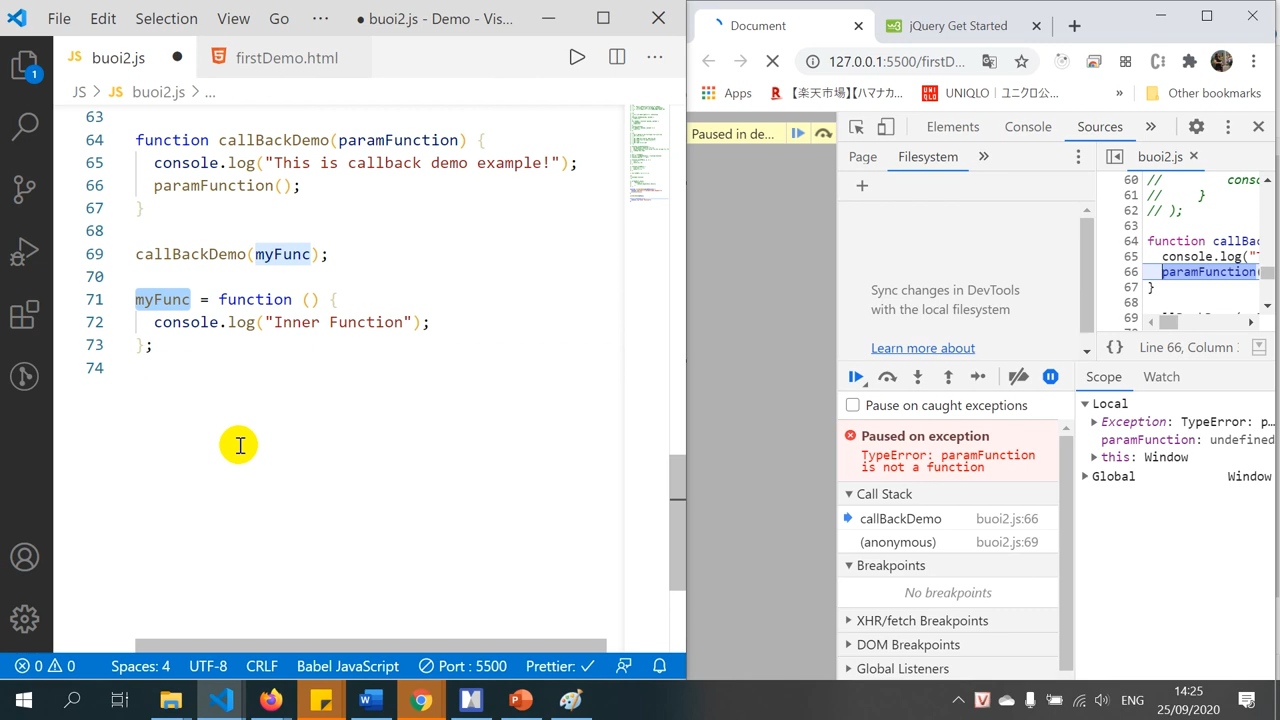 File Edit Selection View Go ··· ● buoi2.js - Demo - Vis...
JS buoi2.js ● firstDemo.html ···
JS > JS buoi2.js > ...
63
64 function callBackDemo(paramFunction) {
65 console.log("This is callback demo example!");
66 paramFunction();
67 }
68
69 callBackDemo(myFunc);
70
71 myFunc = function () {
72 console.log("Inner Function");
73 };
74
1
⊗ 0 ⚠ 0 Spaces: 4 UTF-8 CRLF Babel JavaScript Port : 5500 Prettier: ✓
Document jQuery Get Started
127.0.0.1:5500/firstD...
Apps 【楽天市場】【ハマナカ... UNIQLO｜ユニクロ公... » Other bookmarks
Paused in de...
Elements Console Sources »
Page Filesystem » buoi2.js
Sync changes in DevTools
with the local filesystem
Learn more about
60 // conso
61 // }
62 // );
63
64 function callBac
65 console.log("T
66 paramFunction(
67 }
68
69
{} Line 66, Column
Pause on caught exceptions
Paused on exception
TypeError: paramFunction
is not a function
Call Stack
callBackDemo buoi2.js:66
(anonymous) buoi2.js:69
Breakpoints
No breakpoints
XHR/fetch Breakpoints
DOM Breakpoints
Global Listeners
Scope Watch
Local
Exception: TypeError: p...
paramFunction: undefined
this: Window
Global Window
ENG
14:25
25/09/2020